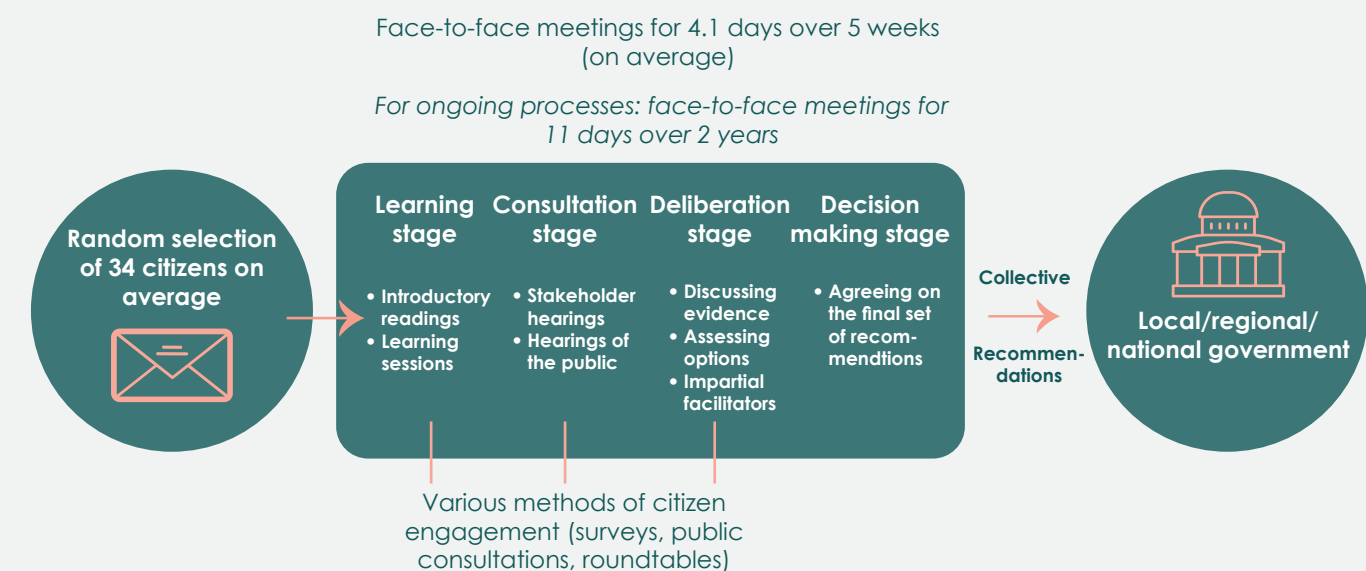 Face-to-face meetings for 4.1 days over 5 weeks
(on average)
For ongoing processes: face-to-face meetings for
11 days over 2 years
Random selection
of 34 citizens on
average
Learning
stage
• Introductory
readings
• Learning
sessions
Consultation
stage
• Stakeholder
hearings
• Hearings of
the public
Deliberation
stage
• Discussing
evidence
• Assessing
options
• Impartial
facilitators
Decision
making stage
• Agreeing on
the final set
of recom-
mendtions
Collective
Recommen-
dations
Local/regional/
national government
Various methods of citizen
engagement (surveys, public
consultations, roundtables)